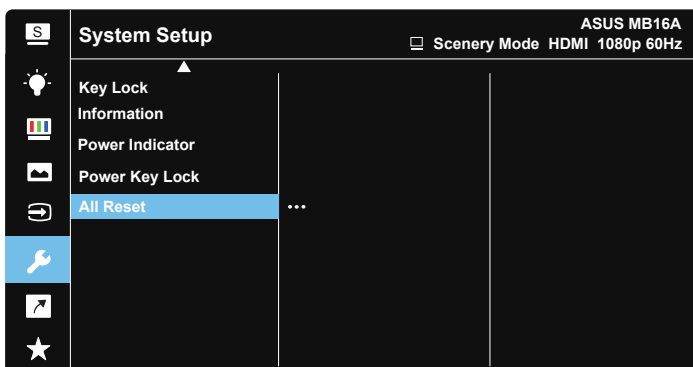 S
System Setup
ASUS MB16A
Scenery Mode HDMI 1080p 60Hz
Key Lock
Information
Power Indicator
Power Key Lock
All Reset
...